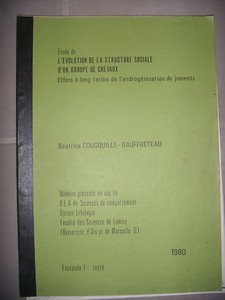 Etude de
L'EVOLUTION DE LA STRUCTURE SOCIALE
D'UN GROUPE DE CHEVAUX
Effets à long terme de l'androgénisation de juments
Béatrice COUQUILLE-GAUFFRETEAU
Mémoire présenté en vue du
D.E.A de Sciences du comportement
Option Ethologie
Faculté des Sciences de Luminy
(Université d'Aix et de Marseille II)
1980
Fascicule I : texte